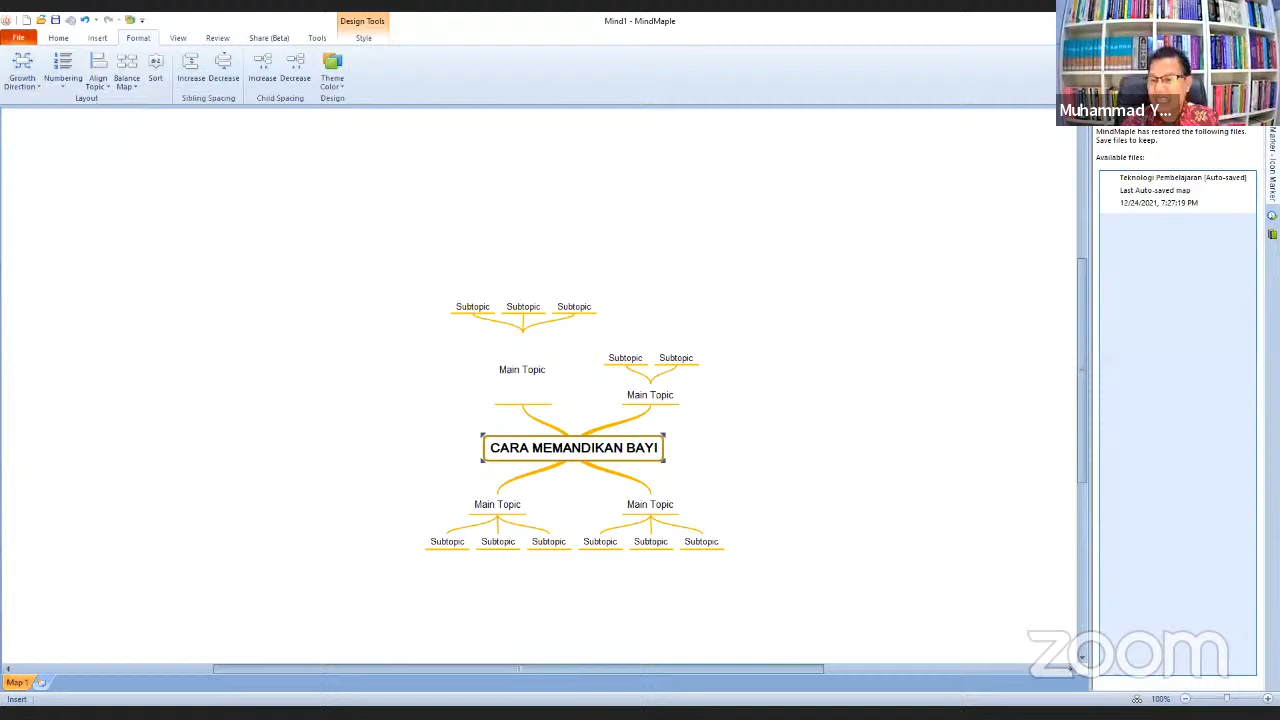 Design Tools
Mind1 - MindMaple
File
Home
Insert
Format
View
Review
Share (Beta)
Tools
Style
Growth Direction
Numbering
Align Topic
Balance Map
Sort
Increase
Decrease
Increase
Decrease
Theme Color
Layout
Sibling Spacing
Child Spacing
Design
Muhammad Y...
MindMaple has restored the following files.
Save files to keep.
Available files:
Teknologi Pembelajaran [Auto-saved]
Last Auto-saved map
12/24/2021, 7:27:19 PM
Marker - Icon Marker
Subtopic Subtopic Subtopic
Main Topic
Subtopic Subtopic
Main Topic
CARA MEMANDIKAN BAYI
Main Topic
Main Topic
Subtopic Subtopic Subtopic
Subtopic Subtopic Subtopic
zoom
Map 1
Insert
100%